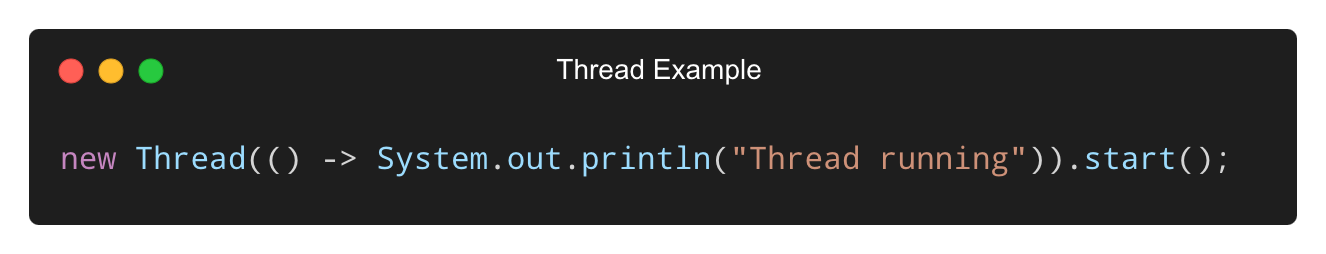 Thread Example
new Thread(() -> System.out.println("Thread running")).start();